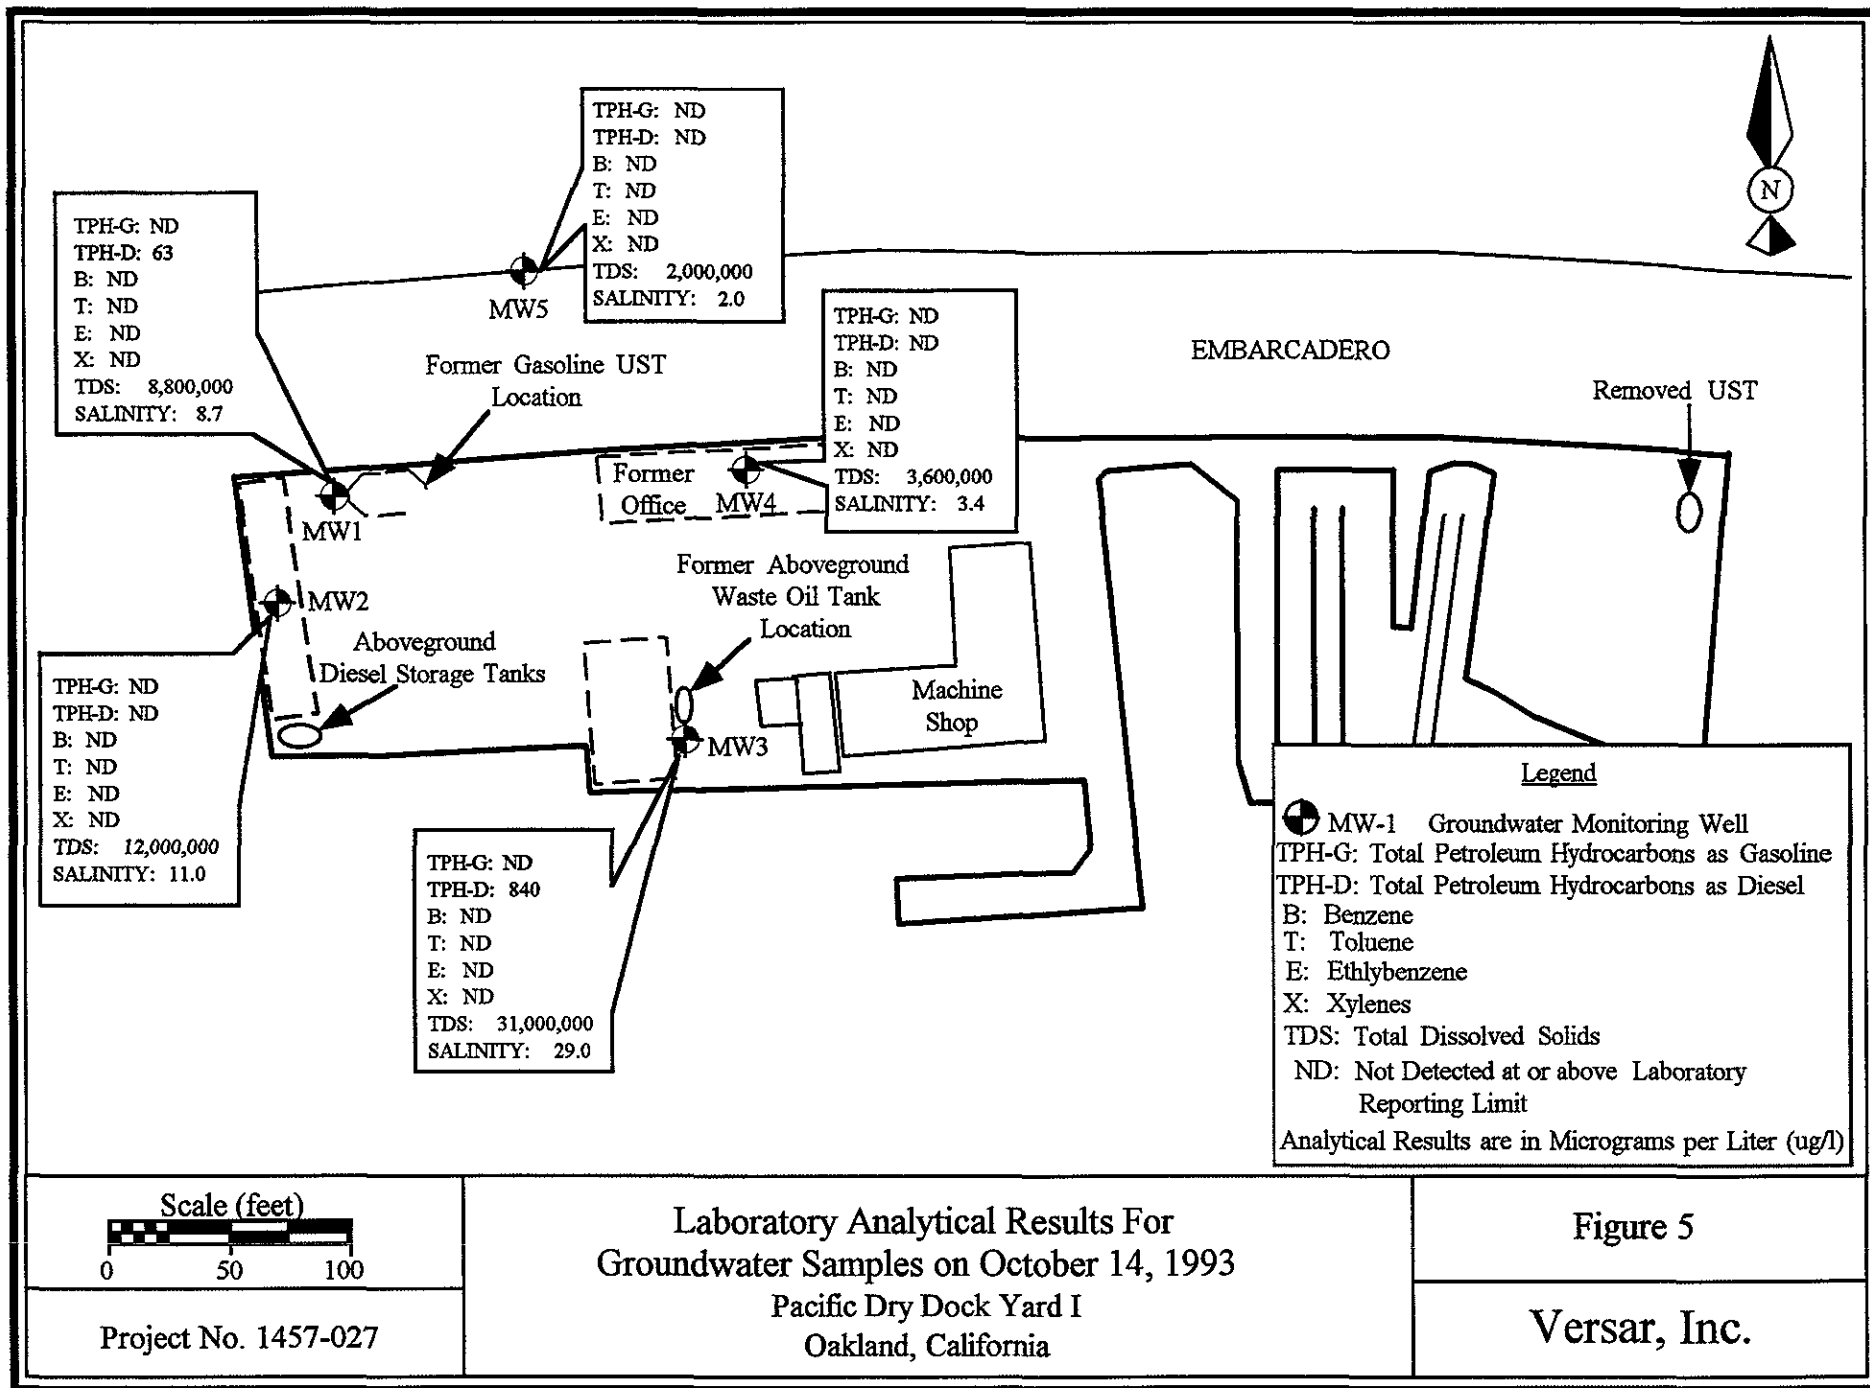 TPH-G: ND
TPH-D: ND
B: ND
T: ND
E: ND
X: ND
TDS: 2,000,000
SALINITY: 2.0
MW5
N
TPH-G: ND
TPH-D: 63
B: ND
T: ND
E: ND
X: ND
TDS: 8,800,000
SALINITY: 8.7
MW1
Former Gasoline UST
Location
TPH-G: ND
TPH-D: ND
B: ND
T: ND
E: ND
X: ND
TDS: 3,600,000
SALINITY: 3.4
EMBARCADERO
Removed UST
Former
Office
MW4
MW2
Former Aboveground
Waste Oil Tank
Location
Aboveground
Diesel Storage Tanks
Machine
Shop
MW3
TPH-G: ND
TPH-D: ND
B: ND
T: ND
E: ND
X: ND
TDS: 12,000,000
SALINITY: 11.0
TPH-G: ND
TPH-D: 840
B: ND
T: ND
E: ND
X: ND
TDS: 31,000,000
SALINITY: 29.0
Legend
MW-1 Groundwater Monitoring Well
TPH-G: Total Petroleum Hydrocarbons as Gasoline
TPH-D: Total Petroleum Hydrocarbons as Diesel
B: Benzene
T: Toluene
E: Ethlybenzene
X: Xylenes
TDS: Total Dissolved Solids
ND: Not Detected at or above Laboratory
Reporting Limit
Analytical Results are in Micrograms per Liter (ug/l)
Scale (feet)
0 50 100
Project No. 1457-027
Laboratory Analytical Results For
Groundwater Samples on October 14, 1993
Pacific Dry Dock Yard I
Oakland, California
Figure 5
Versar, Inc.